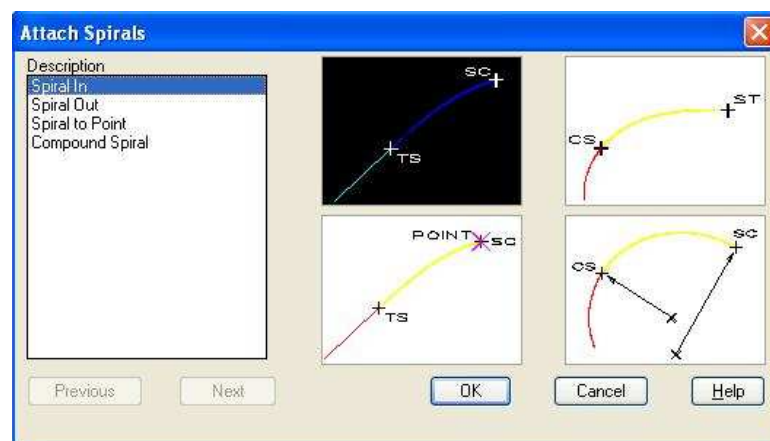 Attach Spirals
Description
Spiral In
Spiral Out
Spiral to Point
Compound Spiral
SC
TS
ST
CS
POINT SC
TS
SC
CS
Previous
Next
OK
Cancel
Help